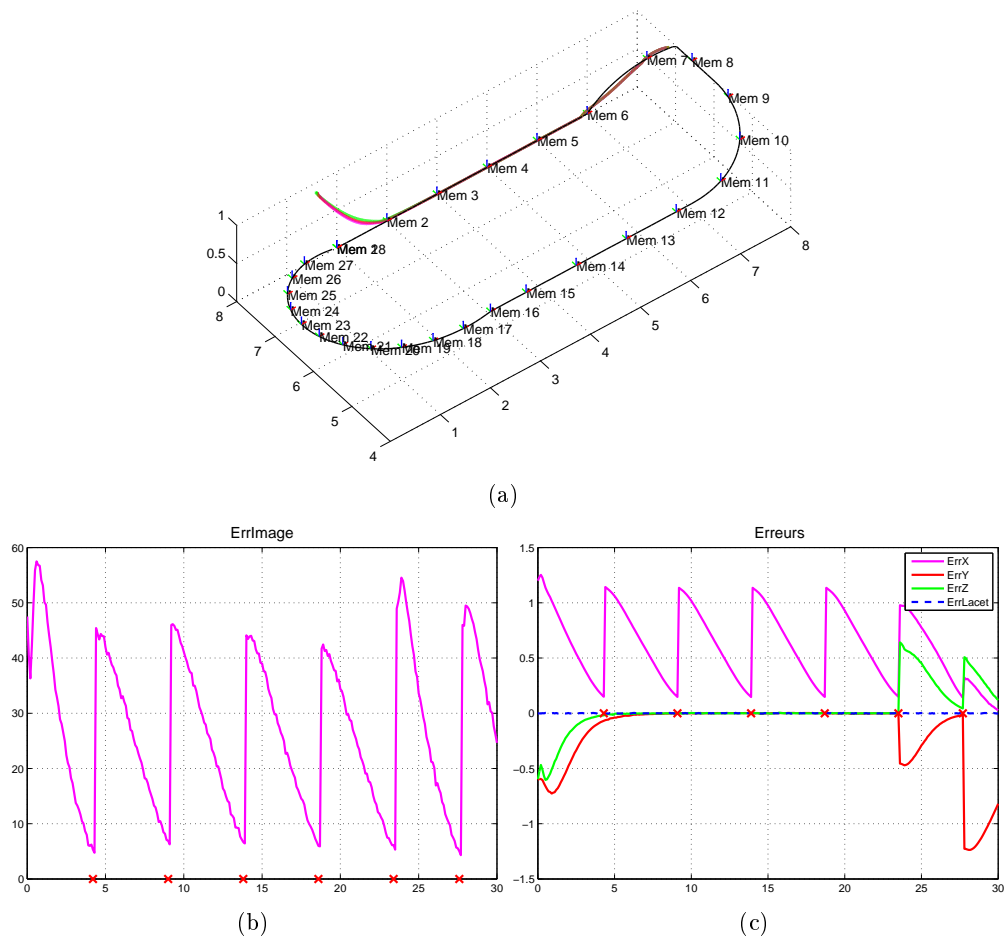 Mem 7
Mem 8
Mem 9
Mem 6
Mem 10
Mem 5
Mem 4
Mem 11
Mem 3
Mem 12
Mem 2
Mem 13
Mem 28
Mem 14
Mem 27
Mem 26
Mem 15
Mem 25
Mem 16
Mem 24
Mem 17
Mem 23
Mem 18
Mem 22
Mem 19
Mem 21
Mem 20
1
0.5
0
8
7
6
5
4
1
2
3
4
5
6
7
8
(a)
ErrImage
60
50
40
30
20
10
0
0 5 10 15 20 25 30
(b)
Erreurs
1.5
1
0.5
0
−0.5
−1
−1.5
0 5 10 15 20 25 30
ErrX
ErrY
ErrZ
ErrLacet
(c)